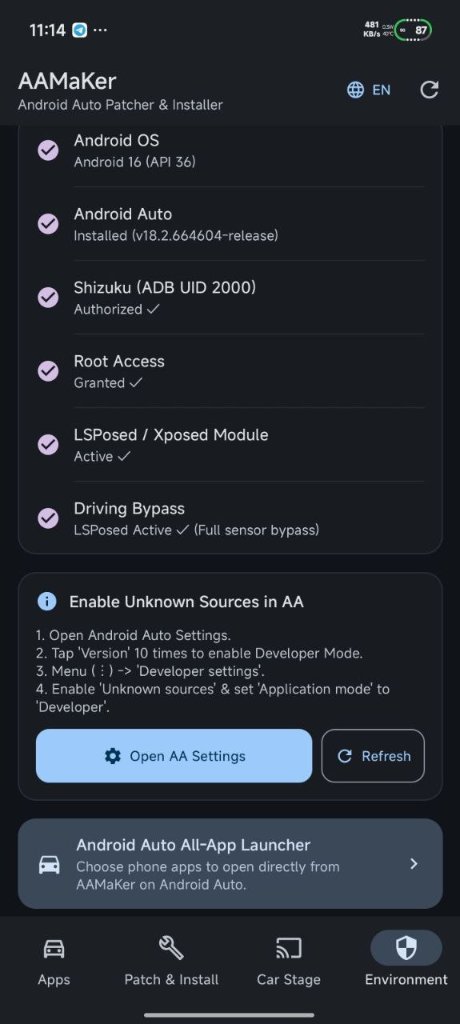 11:14 ...
481
KB/s
0.5W
40°C
87
AAMaKer
Android Auto Patcher & Installer
EN
Android OS
Android 16 (API 36)
Android Auto
Installed (v18.2.664604-release)
Shizuku (ADB UID 2000)
Authorized ✓
Root Access
Granted ✓
LSPosed / Xposed Module
Active ✓
Driving Bypass
LSPosed Active ✓ (Full sensor bypass)
Enable Unknown Sources in AA
1. Open Android Auto Settings.
2. Tap 'Version' 10 times to enable Developer Mode.
3. Menu (⋮) -> 'Developer settings'.
4. Enable 'Unknown sources' & set 'Application mode' to
'Developer'.
Open AA Settings
Refresh
Android Auto All-App Launcher
Choose phone apps to open directly from
AAMaKer on Android Auto.
Apps
Patch & Install
Car Stage
Environment